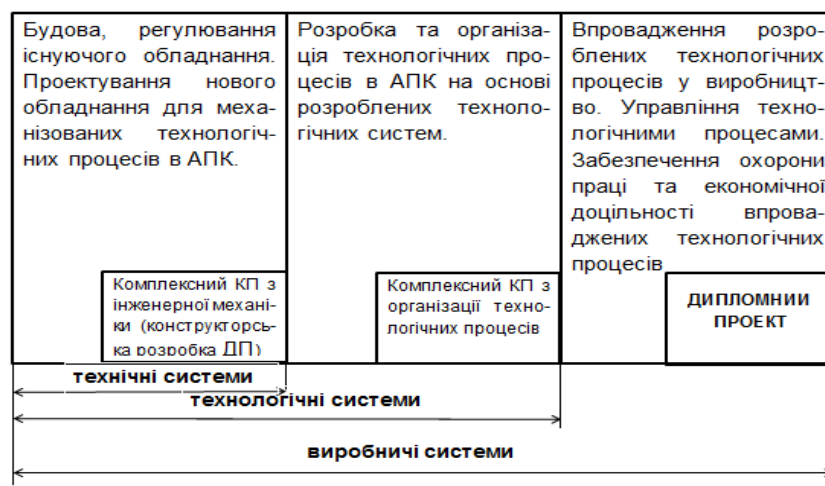 Будова, регулювання
існуючого обладнання.
Проектування нового
обладнання для меха-
нізованих технологіч-
них процесів в АПК.
Комплексний КП з
інженерної механі-
ки (конструкторсь-
ка розробка ДП)
Розробка та організа-
ція технологічних про-
цесів в АПК на основі
розроблених техноло-
гічних систем.
Комплексний КП з
організації техно-
логічних процесів
Впровадження розро-
блених технологічних
процесів у виробницт-
во. Управління техно-
логічними процесами.
Забезпечення охорони
праці та економічної
доцільності впрова-
джених технологічних
процесів
ДИПЛОМНИИ
ПРОЕКТ
технічні системи
технологічні системи
виробничі системи